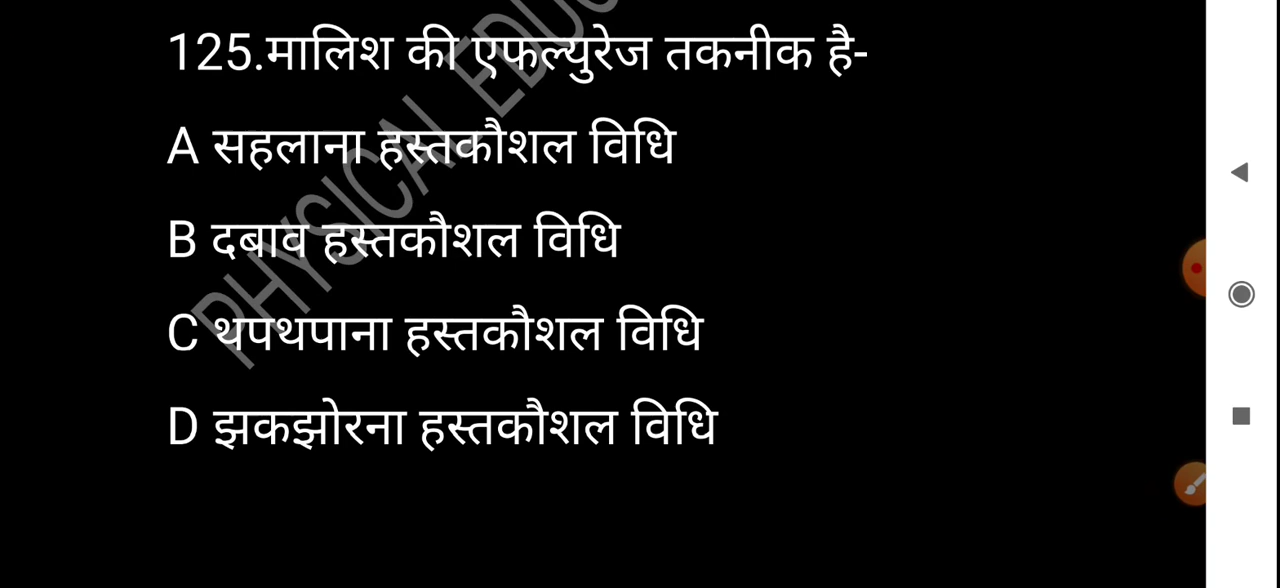 125.मालिश की एफल्युरेज तकनीक है-
A सहलाना हस्तकौशल विधि
B दबाव हस्तकौशल विधि
C थपथपाना हस्तकौशल विधि
D झकझोरना हस्तकौशल विधि
PHYSICAL